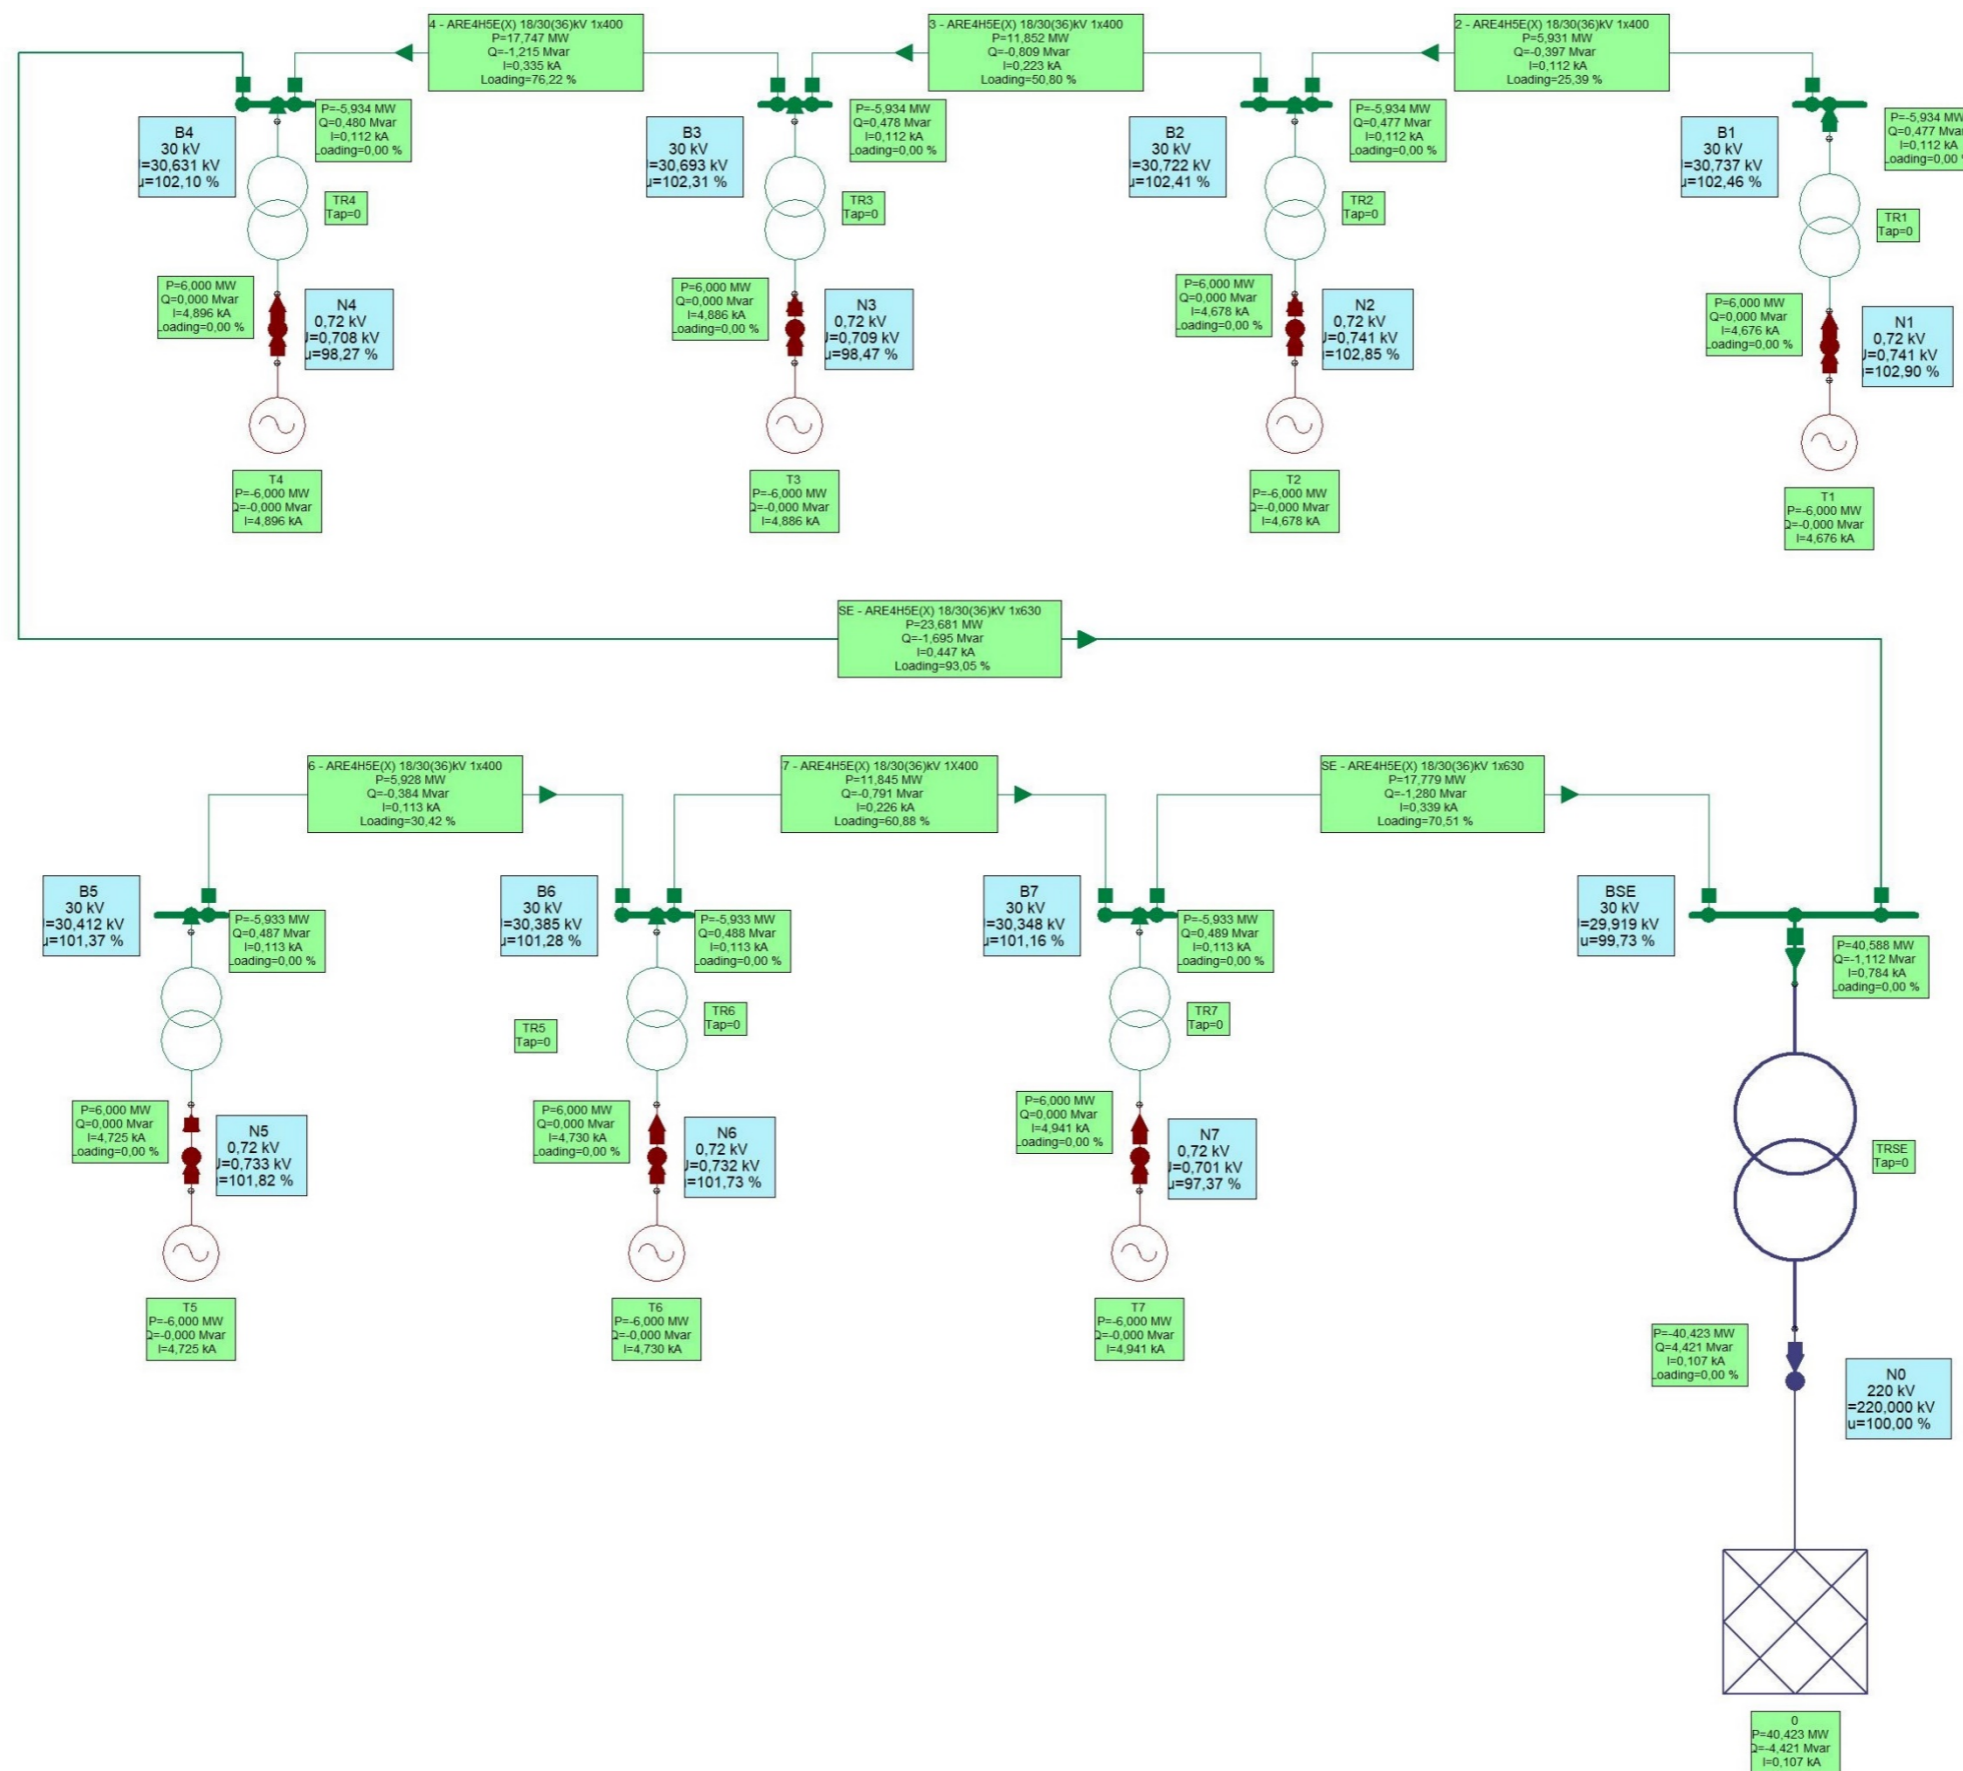 4 - ARE4H5E(X) 18/30(36)kV 1x400
P=17,747 MW
Q=-1,215 Mvar
I=0,335 kA
Loading=76,22 %
3 - ARE4H5E(X) 18/30(36)kV 1x400
P=11,852 MW
Q=-0,809 Mvar
I=0,223 kA
Loading=50,80 %
2 - ARE4H5E(X) 18/30(36)kV 1x400
P=5,931 MW
Q=-0,397 Mvar
I=0,112 kA
Loading=25,39 %
B4
30 kV
=30,631 kV
u=102,10 %
P=-5,934 MW
Q=0,480 Mvar
I=0,112 kA
Loading=0,00 %
TR4
Tap=0
B3
30 kV
=30,693 kV
u=102,31 %
P=-5,934 MW
Q=0,478 Mvar
I=0,112 kA
Loading=0,00 %
TR3
Tap=0
B2
30 kV
=30,722 kV
u=102,41 %
P=-5,934 MW
Q=0,477 Mvar
I=0,112 kA
Loading=0,00 %
TR2
Tap=0
B1
30 kV
=30,737 kV
u=102,46 %
P=-5,934 MW
Q=0,477 Mvar
I=0,112 kA
Loading=0,00
TR1
Tap=0
P=6,000 MW
Q=0,000 Mvar
I=4,896 kA
Loading=0,00 %
N4
0,72 kV
U=0,708 kV
u=98,27 %
P=6,000 MW
Q=0,000 Mvar
I=4,886 kA
Loading=0,00 %
N3
0,72 kV
U=0,709 kV
u=98,47 %
P=6,000 MW
Q=0,000 Mvar
I=4,678 kA
Loading=0,00 %
N2
0,72 kV
U=0,741 kV
=102,85 %
P=6,000 MW
Q=0,000 Mvar
I=4,676 kA
Loading=0,00 %
N1
0,72 kV
U=0,741 kV
=102,90 %
T4
P=-6,000 MW
Q=-0,000 Mvar
I=4,896 kA
T3
P=-6,000 MW
Q=-0,000 Mvar
I=4,886 kA
T2
P=-6,000 MW
Q=-0,000 Mvar
I=4,678 kA
T1
P=-6,000 MW
Q=-0,000 Mvar
I=4,676 kA
SE - ARE4H5E(X) 18/30(36)kV 1x630
P=23,681 MW
Q=-1,695 Mvar
I=0,447 kA
Loading=93,05 %
6 - ARE4H5E(X) 18/30(36)kV 1x400
P=5,928 MW
Q=-0,384 Mvar
I=0,113 kA
Loading=30,42 %
7 - ARE4H5E(X) 18/30(36)kV 1X400
P=11,845 MW
Q=-0,791 Mvar
I=0,226 kA
Loading=60,88 %
SE - ARE4H5E(X) 18/30(36)kV 1x630
P=17,779 MW
Q=-1,280 Mvar
I=0,339 kA
Loading=70,51 %
B5
30 kV
=30,412 kV
u=101,37 %
P=-5,933 MW
Q=0,487 Mvar
I=0,113 kA
Loading=0,00 %
B6
30 kV
=30,385 kV
u=101,28 %
P=-5,933 MW
Q=0,488 Mvar
I=0,113 kA
Loading=0,00 %
B7
30 kV
=30,348 kV
u=101,16 %
P=-5,933 MW
Q=0,489 Mvar
I=0,113 kA
Loading=0,00 %
BSE
30 kV
=29,919 kV
u=99,73 %
P=40,588 MW
Q=-1,112 Mvar
I=0,784 kA
Loading=0,00 %
TR5
Tap=0
TR6
Tap=0
TR7
Tap=0
P=6,000 MW
Q=0,000 Mvar
I=4,725 kA
Loading=0,00 %
N5
0,72 kV
U=0,733 kV
=101,82 %
P=6,000 MW
Q=0,000 Mvar
I=4,730 kA
Loading=0,00 %
N6
0,72 kV
U=0,732 kV
=101,73 %
P=6,000 MW
Q=0,000 Mvar
I=4,941 kA
Loading=0,00 %
N7
0,72 kV
U=0,701 kV
u=97,37 %
TRSE
Tap=0
T5
P=-6,000 MW
Q=-0,000 Mvar
I=4,725 kA
T6
P=-6,000 MW
Q=-0,000 Mvar
I=4,730 kA
T7
P=-6,000 MW
Q=-0,000 Mvar
I=4,941 kA
P=-40,423 MW
Q=4,421 Mvar
I=0,107 kA
Loading=0,00 %
N0
220 kV
=220,000 kV
u=100,00 %
0
P=40,423 MW
Q=-4,421 Mvar
I=0,107 kA